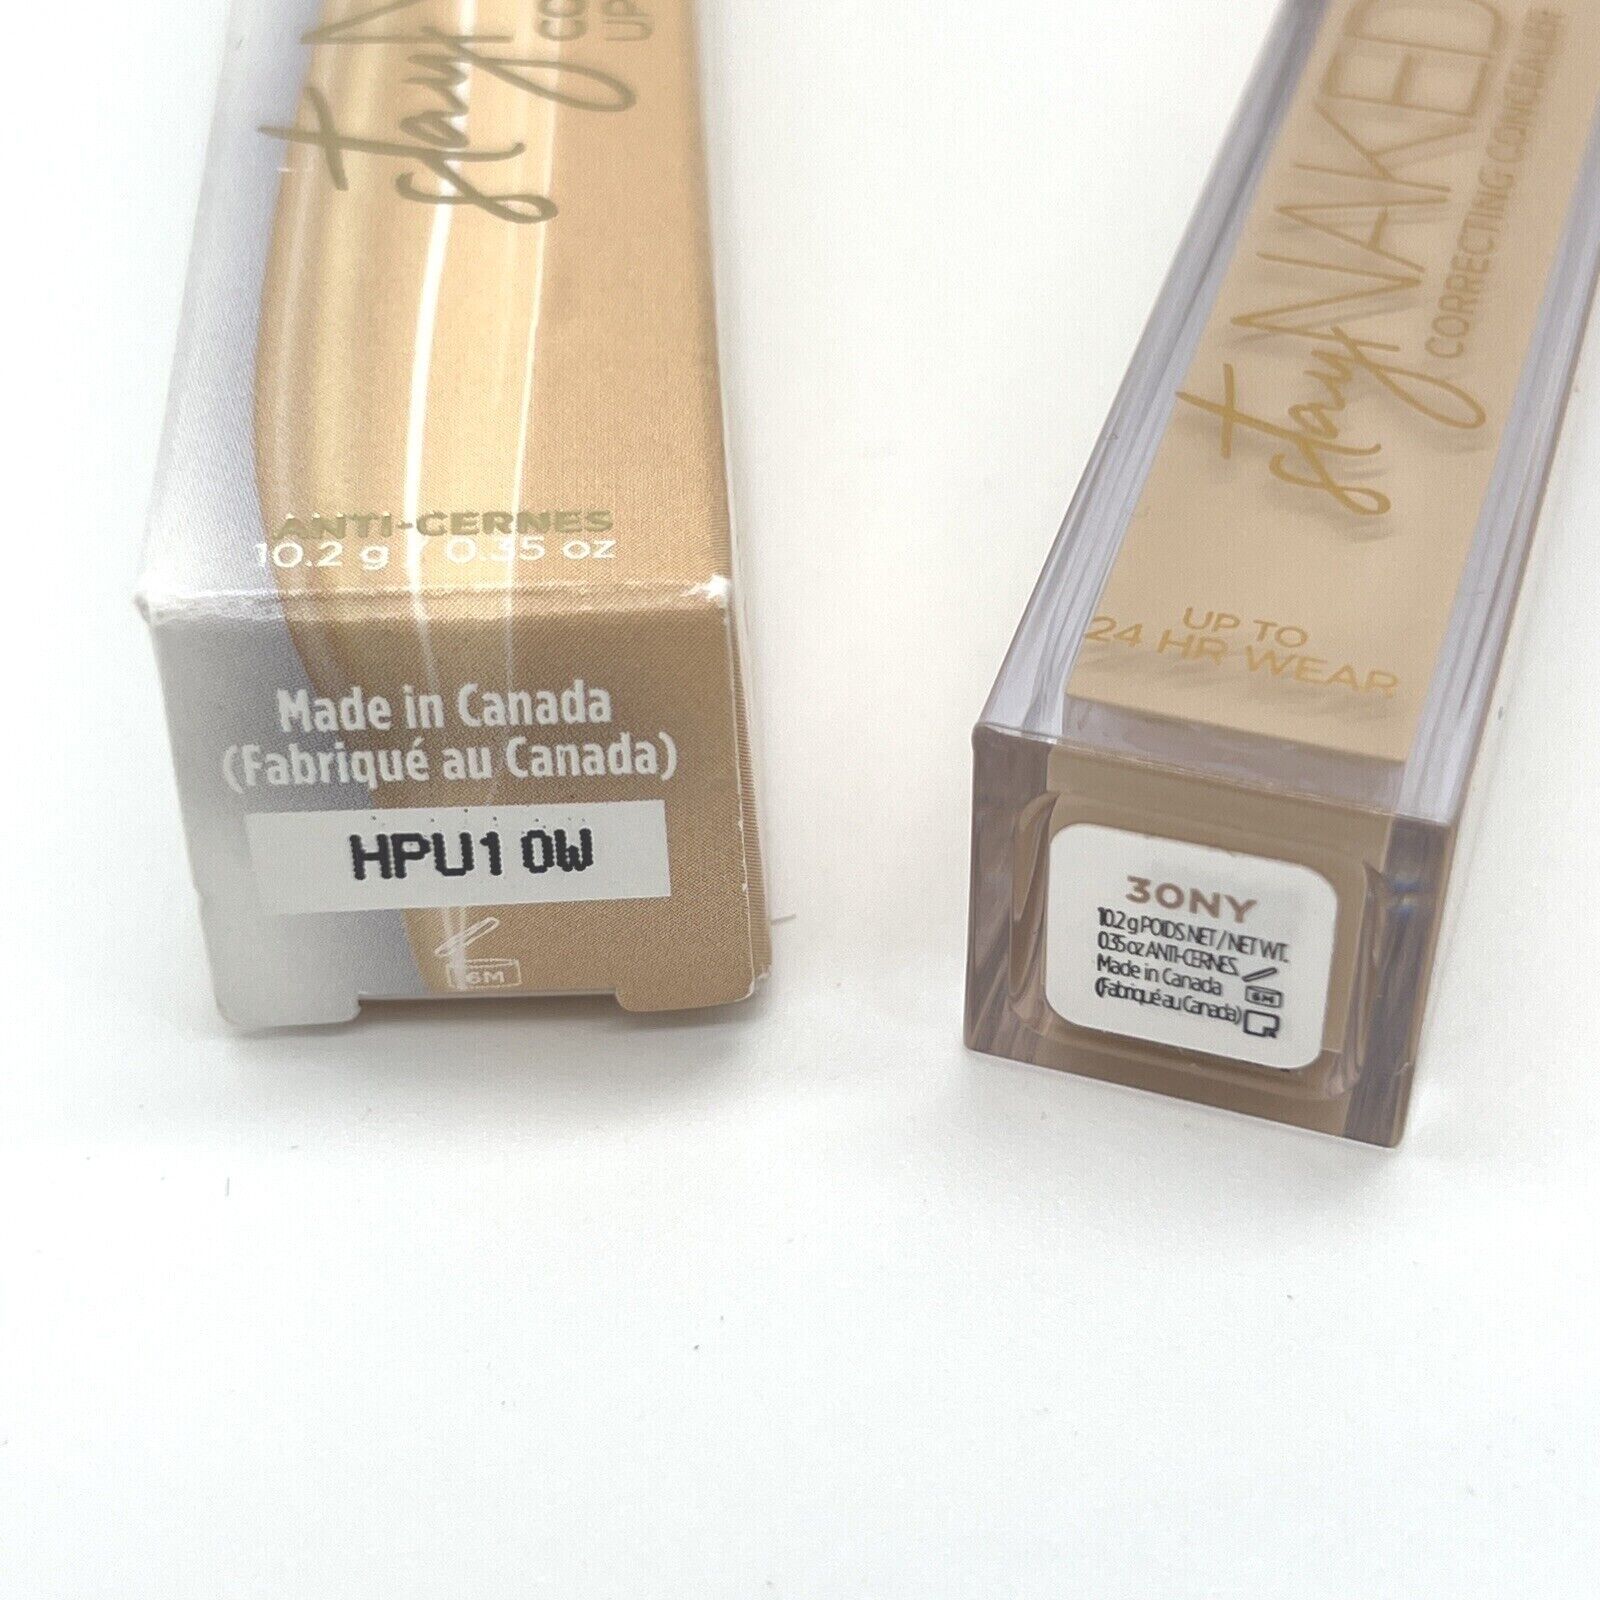 stay
ANTI-CERNES
10.2 g / 0.35 oz
Made in Canada
(Fabriqué au Canada)
HPU1 0W
6M
stay NAKED
CORRECTING CONCEALER
UP TO
24 HR WEAR
30NY
10.2 g POIDS NET / NET WT.
0.35 oz ANTI-CERNES
Made in Canada
6M
(Fabriqué au Canada)